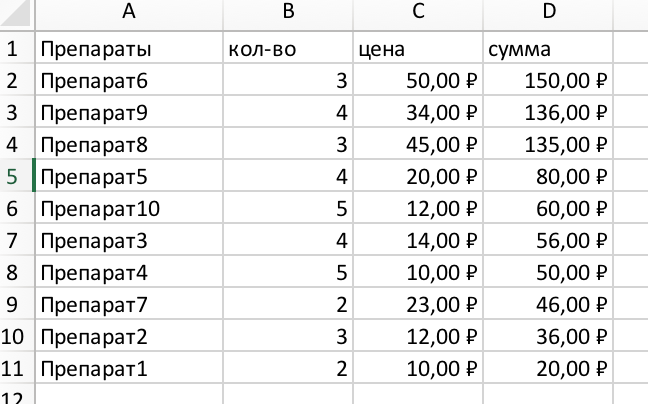 A B C D
1 Препараты кол-во цена сумма
2 Препарат6 3 50,00 ₽ 150,00 ₽
3 Препарат9 4 34,00 ₽ 136,00 ₽
4 Препарат8 3 45,00 ₽ 135,00 ₽
5 Препарат5 4 20,00 ₽ 80,00 ₽
6 Препарат10 5 12,00 ₽ 60,00 ₽
7 Препарат3 4 14,00 ₽ 56,00 ₽
8 Препарат4 5 10,00 ₽ 50,00 ₽
9 Препарат7 2 23,00 ₽ 46,00 ₽
10 Препарат2 3 12,00 ₽ 36,00 ₽
11 Препарат1 2 10,00 ₽ 20,00 ₽
12